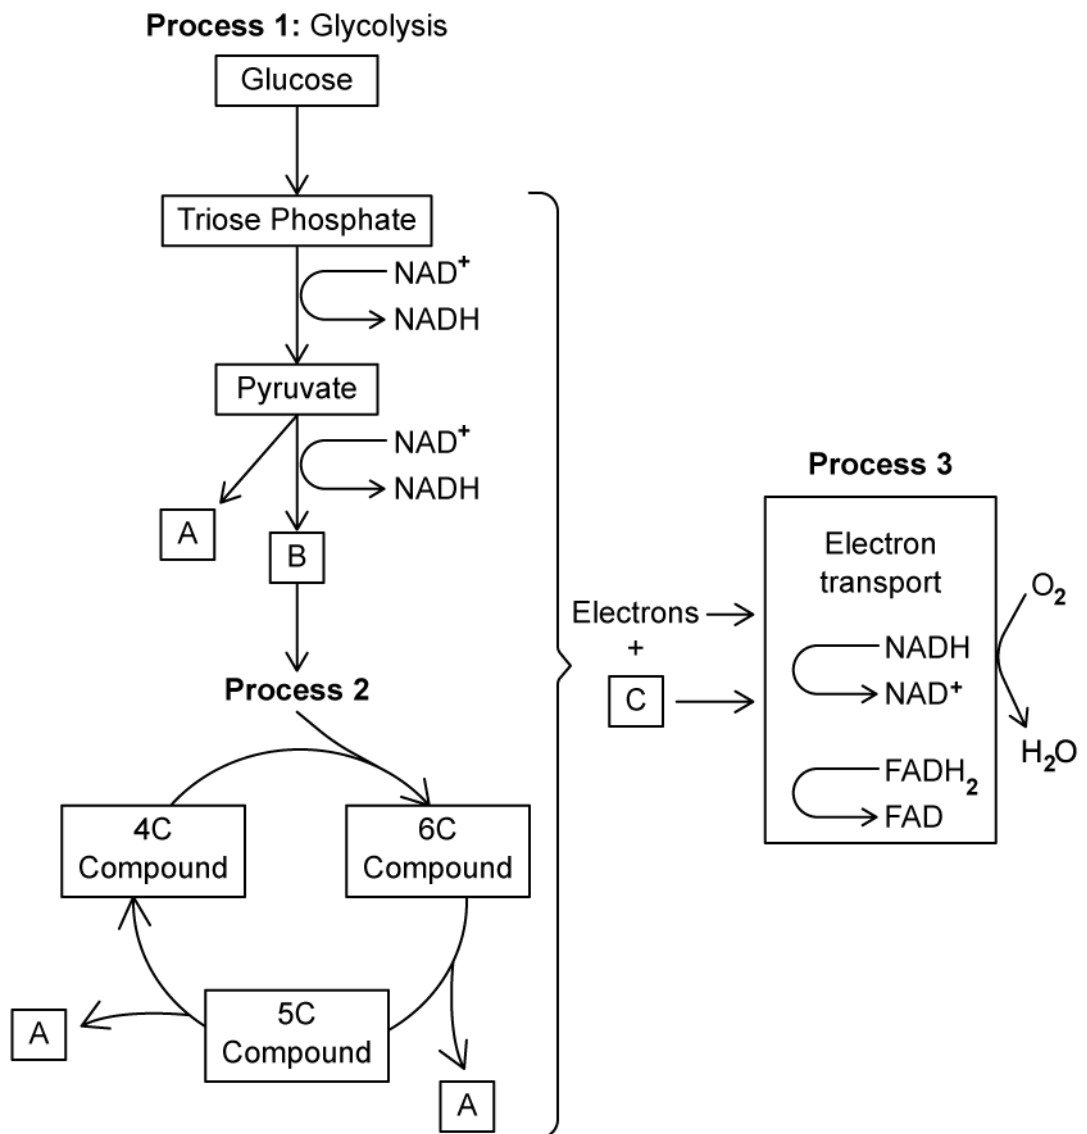 Process 1: Glycolysis
Glucose
Triose Phosphate
NAD⁺
NADH
Pyruvate
NAD⁺
NADH
A
B
Process 2
4C
Compound
6C
Compound
5C
Compound
A
A
Electrons
+
C
Process 3
Electron
transport
NADH
NAD⁺
FADH₂
FAD
O₂
H₂O